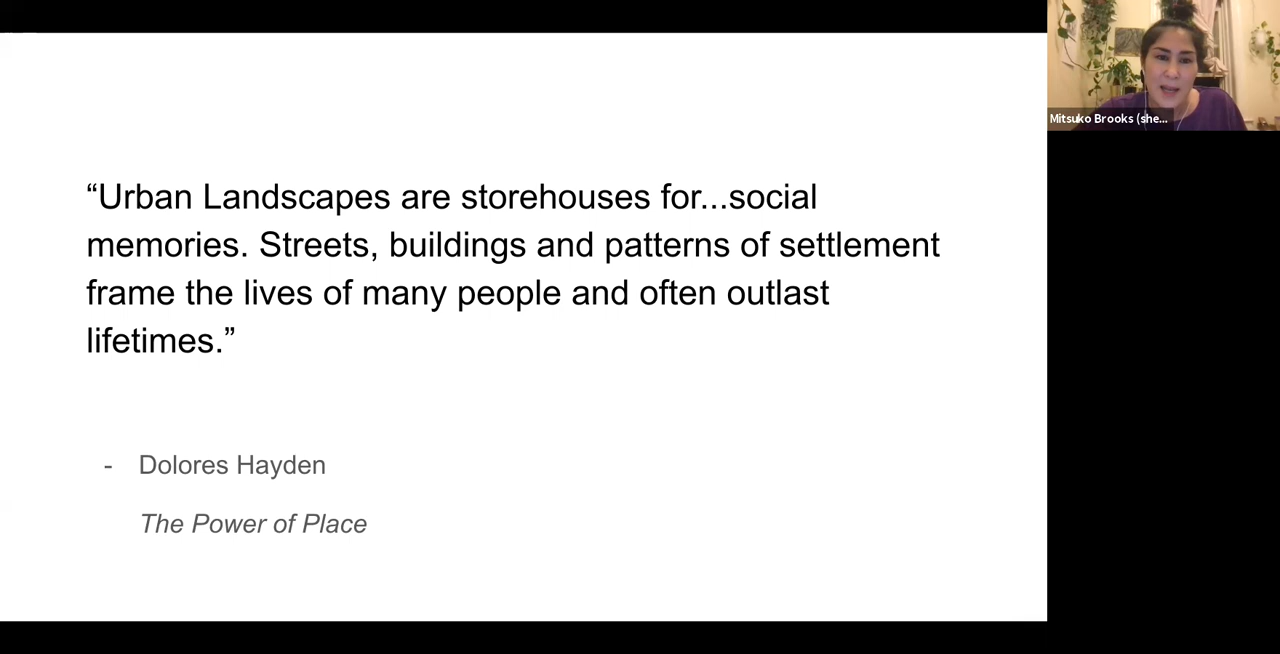 “Urban Landscapes are storehouses for...social
memories. Streets, buildings and patterns of settlement
frame the lives of many people and often outlast
lifetimes.”
- Dolores Hayden
The Power of Place
Mitsuko Brooks (she...